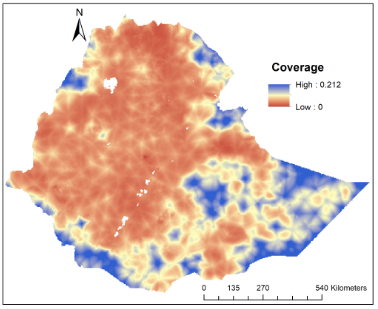 N
Coverage
High : 0.212
Low : 0
0 135 270 540 Kilometers